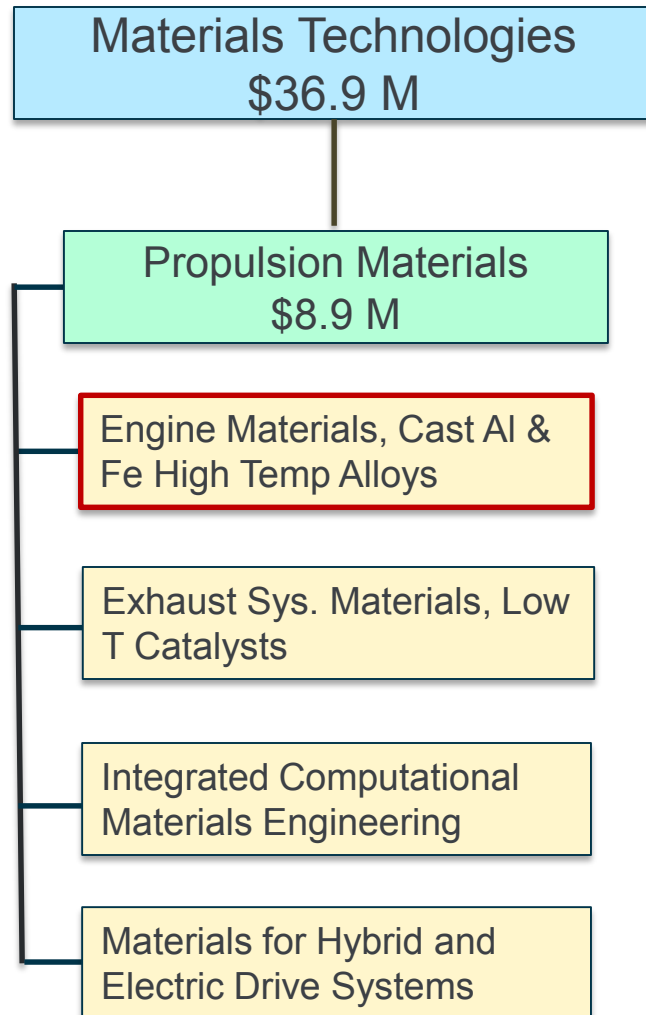 Materials Technologies
$36.9 M
Propulsion Materials
$8.9 M
Engine Materials, Cast Al &
Fe High Temp Alloys
Exhaust Sys. Materials, Low
T Catalysts
Integrated Computational
Materials Engineering
Materials for Hybrid and
Electric Drive Systems